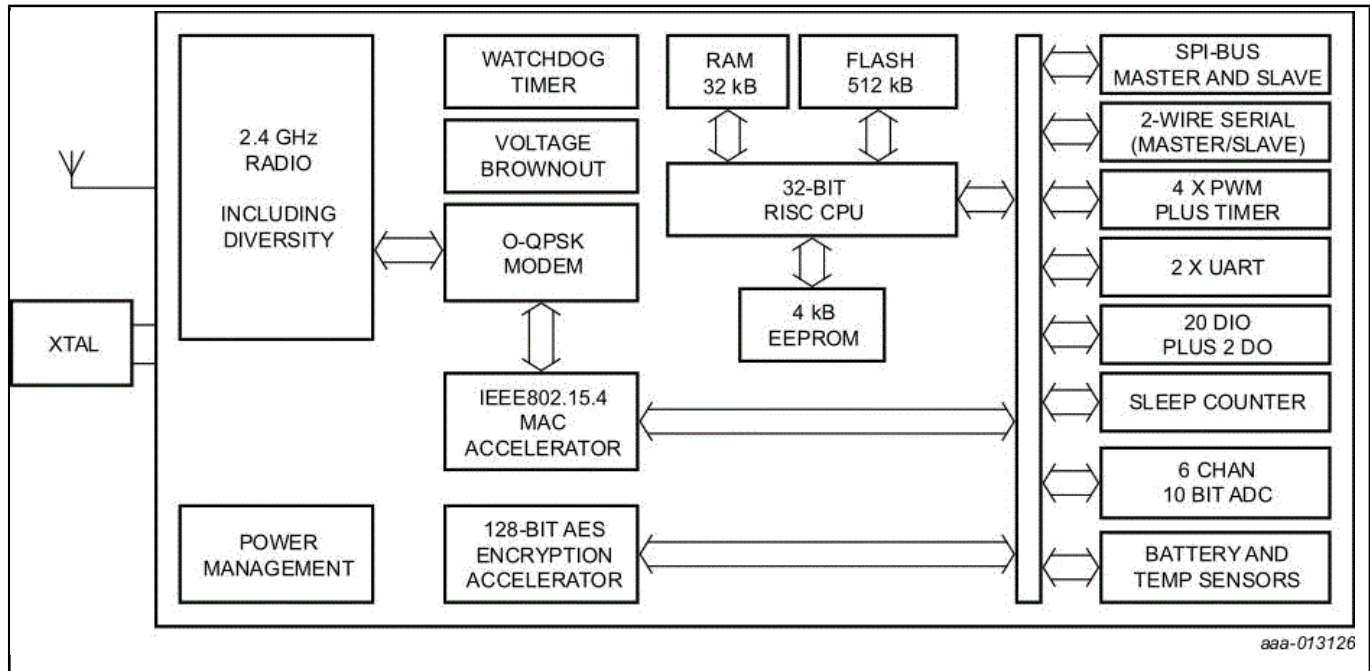 2.4 GHz
RADIO
INCLUDING
DIVERSITY
WATCHDOG
TIMER
VOLTAGE
BROWNOUT
O-QPSK
MODEM
IEEE802.15.4
MAC
ACCELERATOR
128-BIT AES
ENCRYPTION
ACCELERATOR
POWER
MANAGEMENT
XTAL
RAM
32 kB
FLASH
512 kB
32-BIT
RISC CPU
4 kB
EEPROM
SPI-BUS
MASTER AND SLAVE
2-WIRE SERIAL
(MASTER/SLAVE)
4 X PWM
PLUS TIMER
2 X UART
20 DIO
PLUS 2 DO
SLEEP COUNTER
6 CHAN
10 BIT ADC
BATTERY AND
TEMP SENSORS
aaa-013126